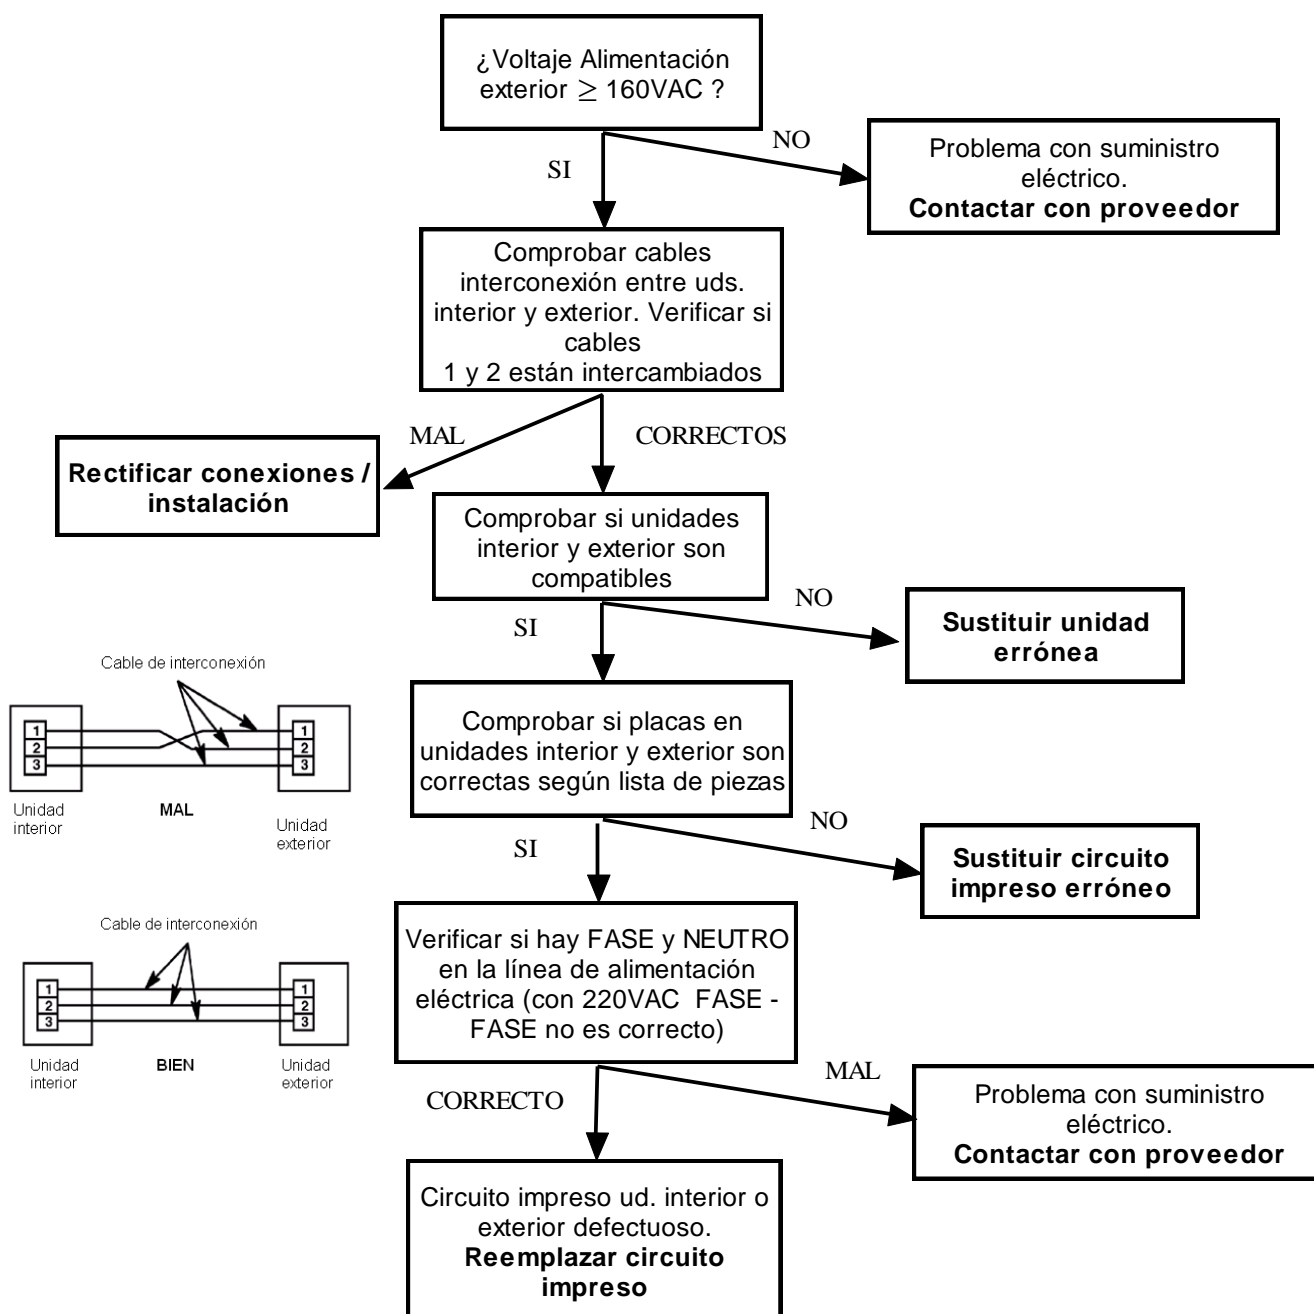 ¿Voltaje Alimentación
exterior ≥ 160VAC ?
NO
SI
Problema con suministro
eléctrico.
Contactar con proveedor
Comprobar cables
interconexión entre uds.
interior y exterior. Verificar si
cables
1 y 2 están intercambiados
MAL
CORRECTOS
Rectificar conexiones /
instalación
Comprobar si unidades
interior y exterior son
compatibles
NO
SI
Sustituir unidad
errónea
Cable de interconexión
1
2
3
1
2
3
Unidad
interior
MAL
Unidad
exterior
Comprobar si placas en
unidades interior y exterior son
correctas según lista de piezas
NO
SI
Sustituir circuito
impreso erróneo
Cable de interconexión
1
2
3
1
2
3
Unidad
interior
BIEN
Unidad
exterior
Verificar si hay FASE y NEUTRO
en la línea de alimentación
eléctrica (con 220VAC FASE -
FASE no es correcto)
MAL
CORRECTO
Problema con suministro
eléctrico.
Contactar con proveedor
Circuito impreso ud. interior o
exterior defectuoso.
Reemplazar circuito
impreso